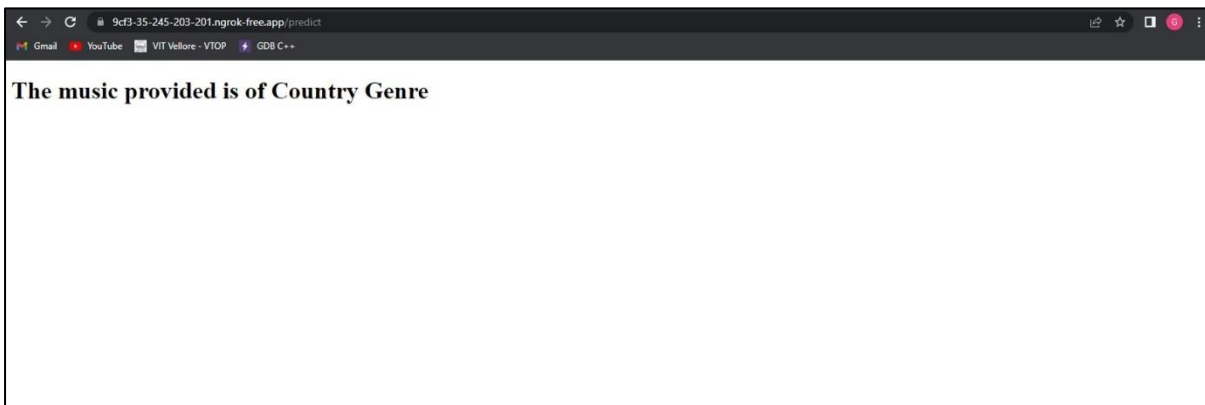 9cf3-35-245-203-201.ngrok-free.app/predict
G
Gmail YouTube VIT Vellore - VTOP GDB C++
The music provided is of Country Genre